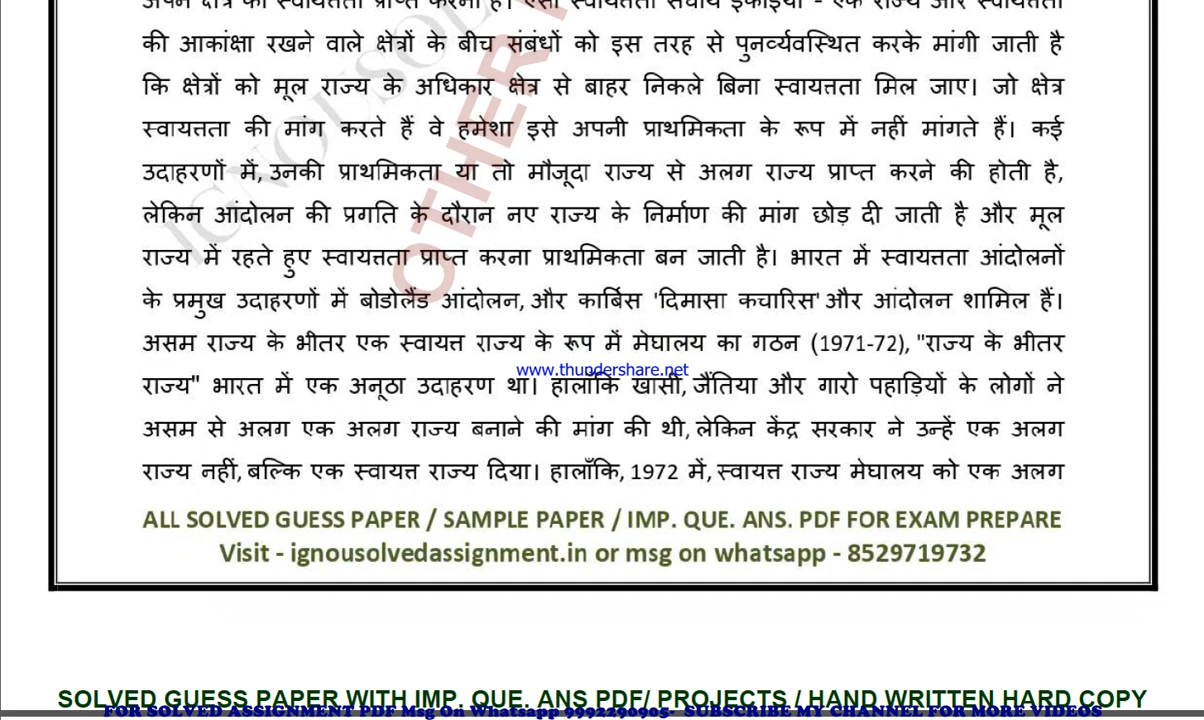 अपने क्षेत्र की स्वायत्तता प्राप्त करना है। ऐसी स्वायत्तता संघीय इकाइयों - एक राज्य और स्वायत्तता
की आकांक्षा रखने वाले क्षेत्रों के बीच संबंधों को इस तरह से पुनर्व्यवस्थित करके मांगी जाती है
कि क्षेत्रों को मूल राज्य के अधिकार क्षेत्र से बाहर निकले बिना स्वायत्तता मिल जाए। जो क्षेत्र
स्वायत्तता की मांग करते हैं वे हमेशा इसे अपनी प्राथमिकता के रूप में नहीं मांगते हैं। कई
उदाहरणों में, उनकी प्राथमिकता या तो मौजूदा राज्य से अलग राज्य प्राप्त करने की होती है,
लेकिन आंदोलन की प्रगति के दौरान नए राज्य के निर्माण की मांग छोड़ दी जाती है और मूल
राज्य में रहते हुए स्वायत्तता प्राप्त करना प्राथमिकता बन जाती है। भारत में स्वायत्तता आंदोलनों
के प्रमुख उदाहरणों में बोडोलैंड आंदोलन, और कार्बिस 'दिमासा कचारिस' और आंदोलन शामिल हैं।
असम राज्य के भीतर एक स्वायत्त राज्य के रूप में मेघालय का गठन (1971-72), "राज्य के भीतर
www.thundershare.net
राज्य" भारत में एक अनूठा उदाहरण था। हालाँकि खासी, जैंतिया और गारो पहाड़ियों के लोगों ने
असम से अलग एक अलग राज्य बनाने की मांग की थी, लेकिन केंद्र सरकार ने उन्हें एक अलग
राज्य नहीं, बल्कि एक स्वायत्त राज्य दिया। हालाँकि, 1972 में, स्वायत्त राज्य मेघालय को एक अलग
IGNOUSOL
OTHER
ALL SOLVED GUESS PAPER / SAMPLE PAPER / IMP. QUE. ANS. PDF FOR EXAM PREPARE
Visit - ignousolvedassignment.in or msg on whatsapp - 8529719732
SOLVED GUESS PAPER WITH IMP. QUE. ANS PDF/ PROJECTS / HAND WRITTEN HARD COPY
FOR SOLVED ASSIGNMENT PDF Msg On Whatsapp 9992290905- SUBSCRIBE MY CHANNEL FOR MORE VIDEOS